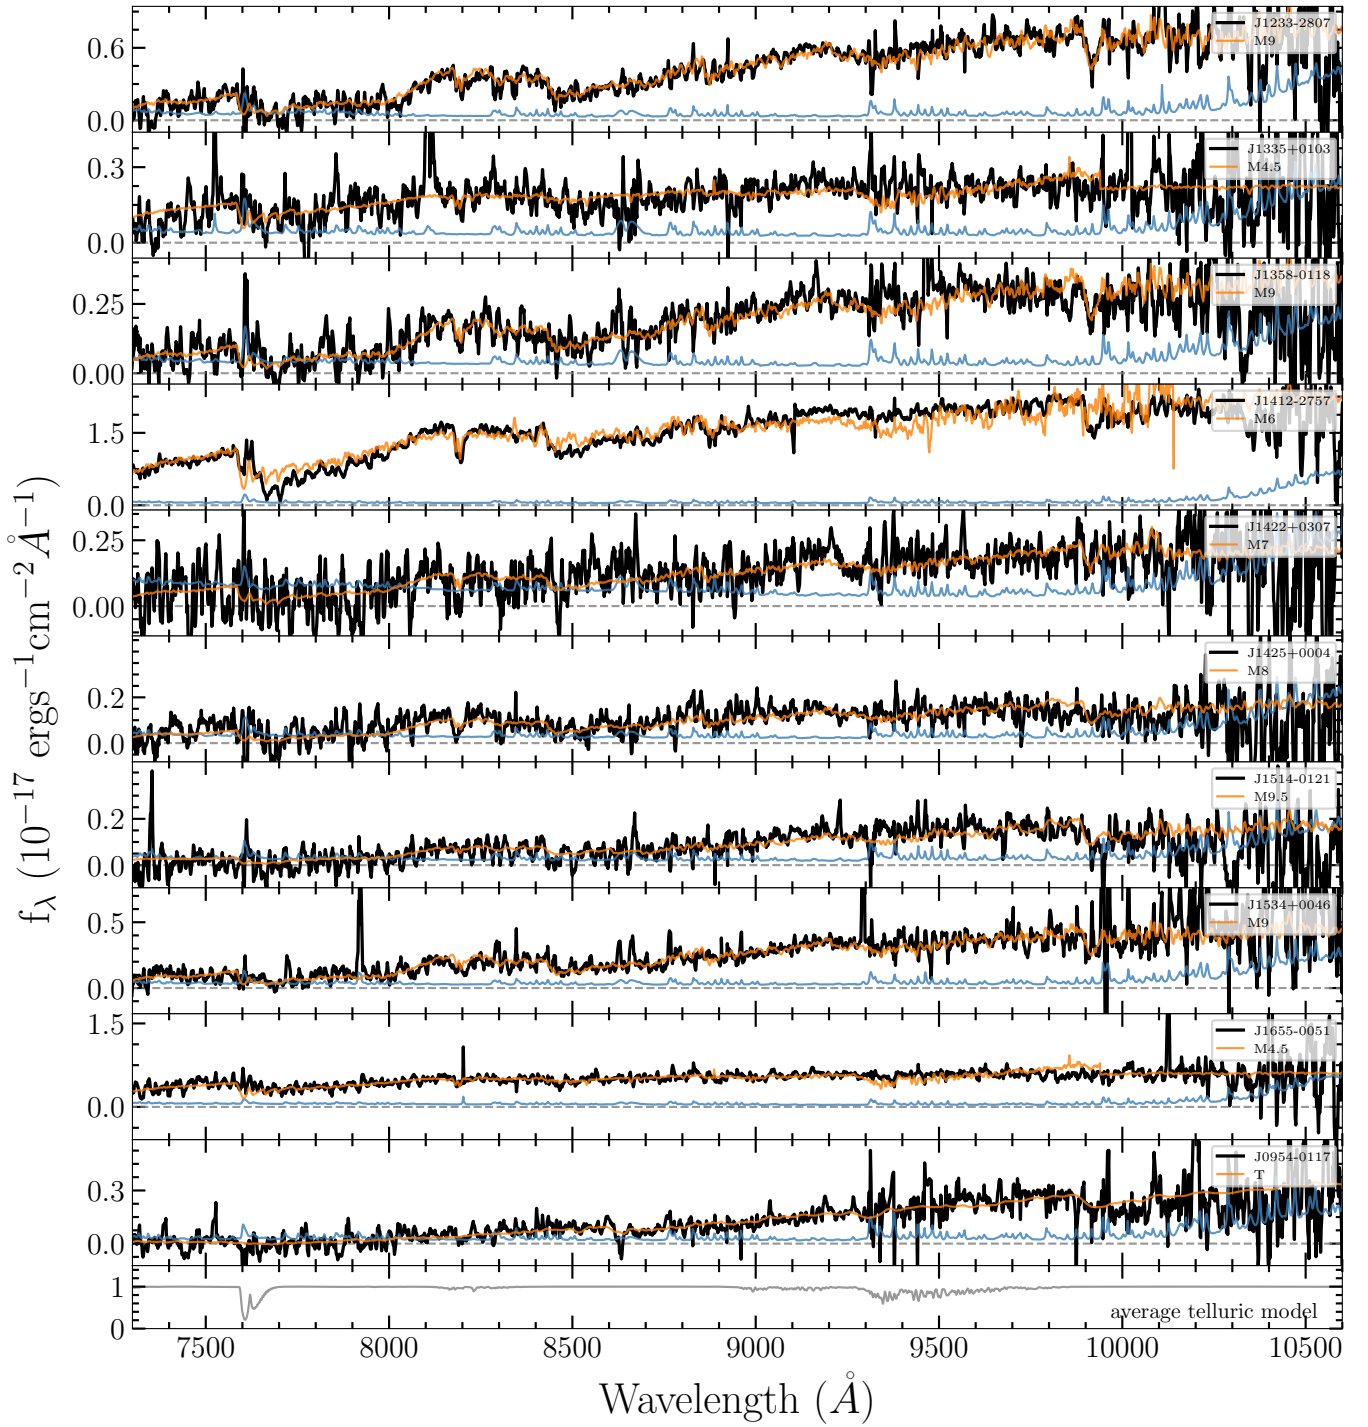 J1233-2807
M9
0.6
0.0
J1335+0103
M4.5
0.3
0.0
J1358-0118
M9
0.25
0.00
J1412-2757
M6
1.5
0.0
J1422+0307
M7
0.25
0.00
J1425+0004
M8
0.2
0.0
J1514-0121
M9.5
0.2
0.0
J1534+0046
M9
0.5
0.0
J1655-0051
M4.5
1.5
0.0
J0954-0117
T
0.3
0.0
1
0
average telluric model
7500 8000 8500 9000 9500 10000 10500
Wavelength (Å)
f_λ (10⁻¹⁷ ergs⁻¹cm⁻²Å⁻¹)